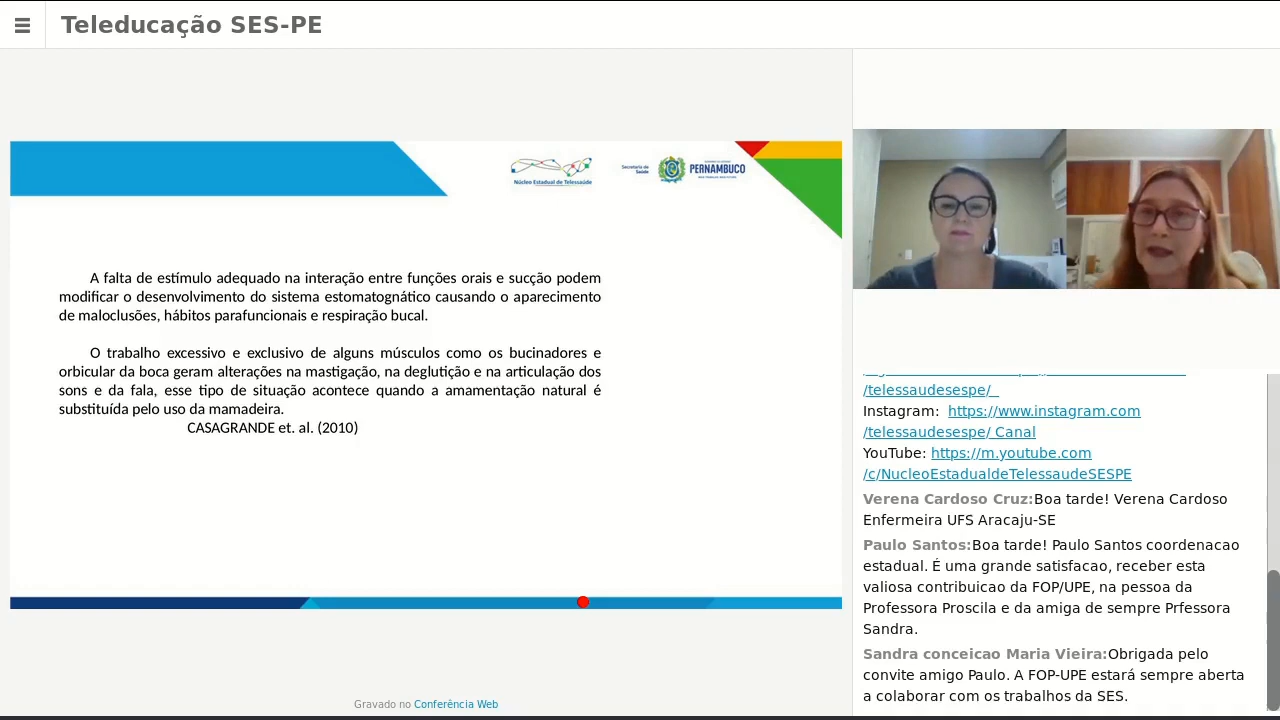 Teleducação SES-PE
Núcleo Estadual de Telessaúde
Secretaria de
Saúde
PERNAMBUCO
A falta de estímulo adequado na interação entre funções orais e sucção podem
modificar o desenvolvimento do sistema estomatognático causando o aparecimento
de maloclusões, hábitos parafuncionais e respiração bucal.
O trabalho excessivo e exclusivo de alguns músculos como os bucinadores e
orbicular da boca geram alterações na mastigação, na deglutição e na articulação dos
sons e da fala, esse tipo de situação acontece quando a amamentação natural é
substituída pelo uso da mamadeira.
CASAGRANDE et. al. (2010)
Gravado no Conferência Web
/telessaudesespe/
Instagram: https://www.instagram.com
/telessaudesespe/ Canal
YouTube: https://m.youtube.com
/c/NucleoEstadualdeTelessaudeSESPE
Verena Cardoso Cruz:Boa tarde! Verena Cardoso
Enfermeira UFS Aracaju-SE
Paulo Santos:Boa tarde! Paulo Santos coordenacao
estadual. É uma grande satisfacao, receber esta
valiosa contribuicao da FOP/UPE, na pessoa da
Professora Proscila e da amiga de sempre Prfessora
Sandra.
Sandra conceicao Maria Vieira:Obrigada pelo
convite amigo Paulo. A FOP-UPE estará sempre aberta
a colaborar com os trabalhos da SES.